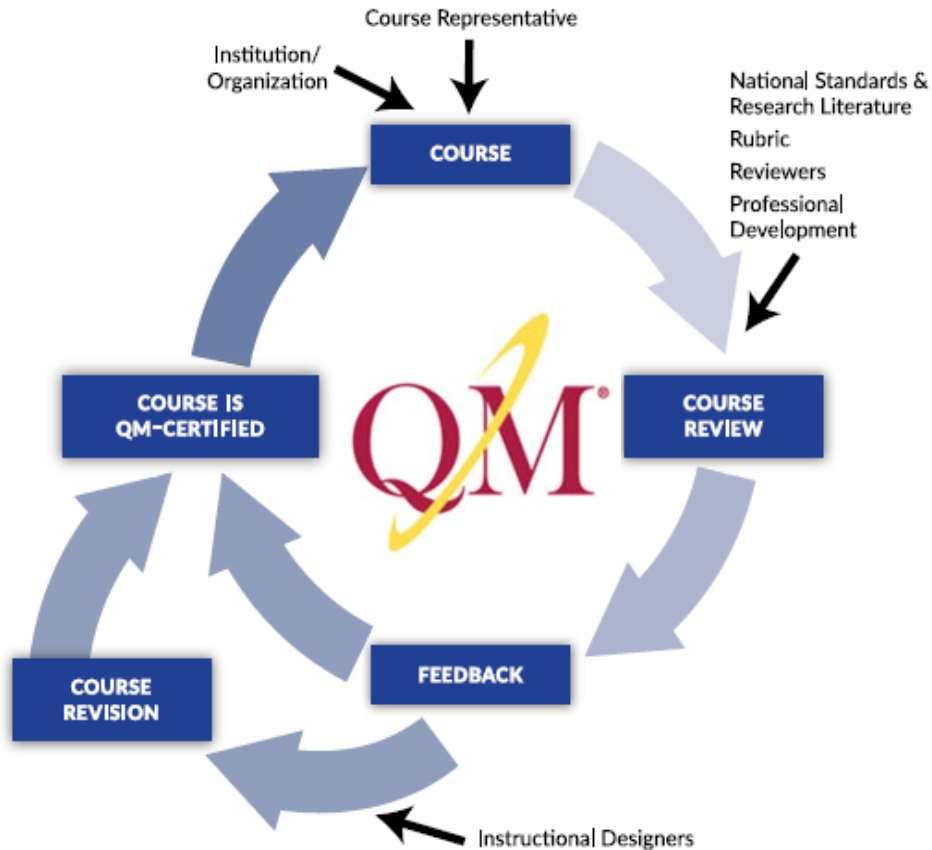 Course Representative
Institution/
Organization
National Standards &
Research Literature
Rubric
Reviewers
Professional
Development
COURSE
COURSE IS
QM-CERTIFIED
QM®
COURSE
REVIEW
FEEDBACK
COURSE
REVISION
Instructional Designers